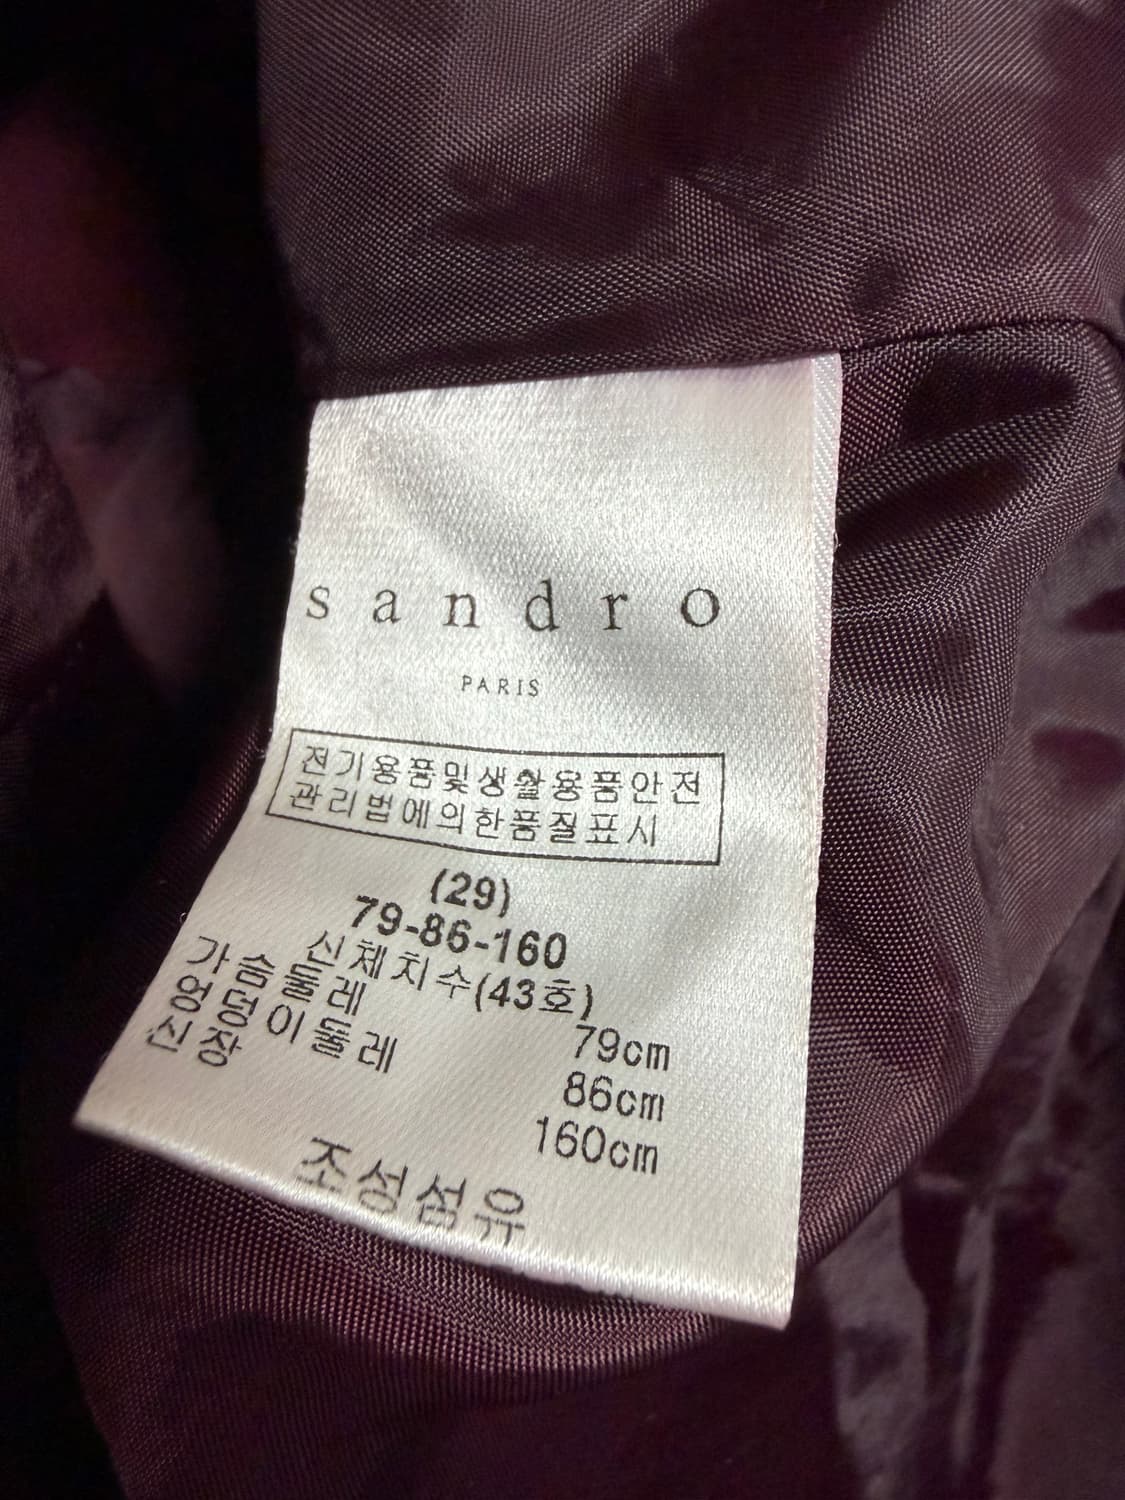 sandro
PARIS
전기용품및생활용품안전
관리법에의한품질표시
(29)
79-86-160
신체치수(43호)
가슴둘레 79cm
엉덩이둘레 86cm
신장 160cm
조성섬유